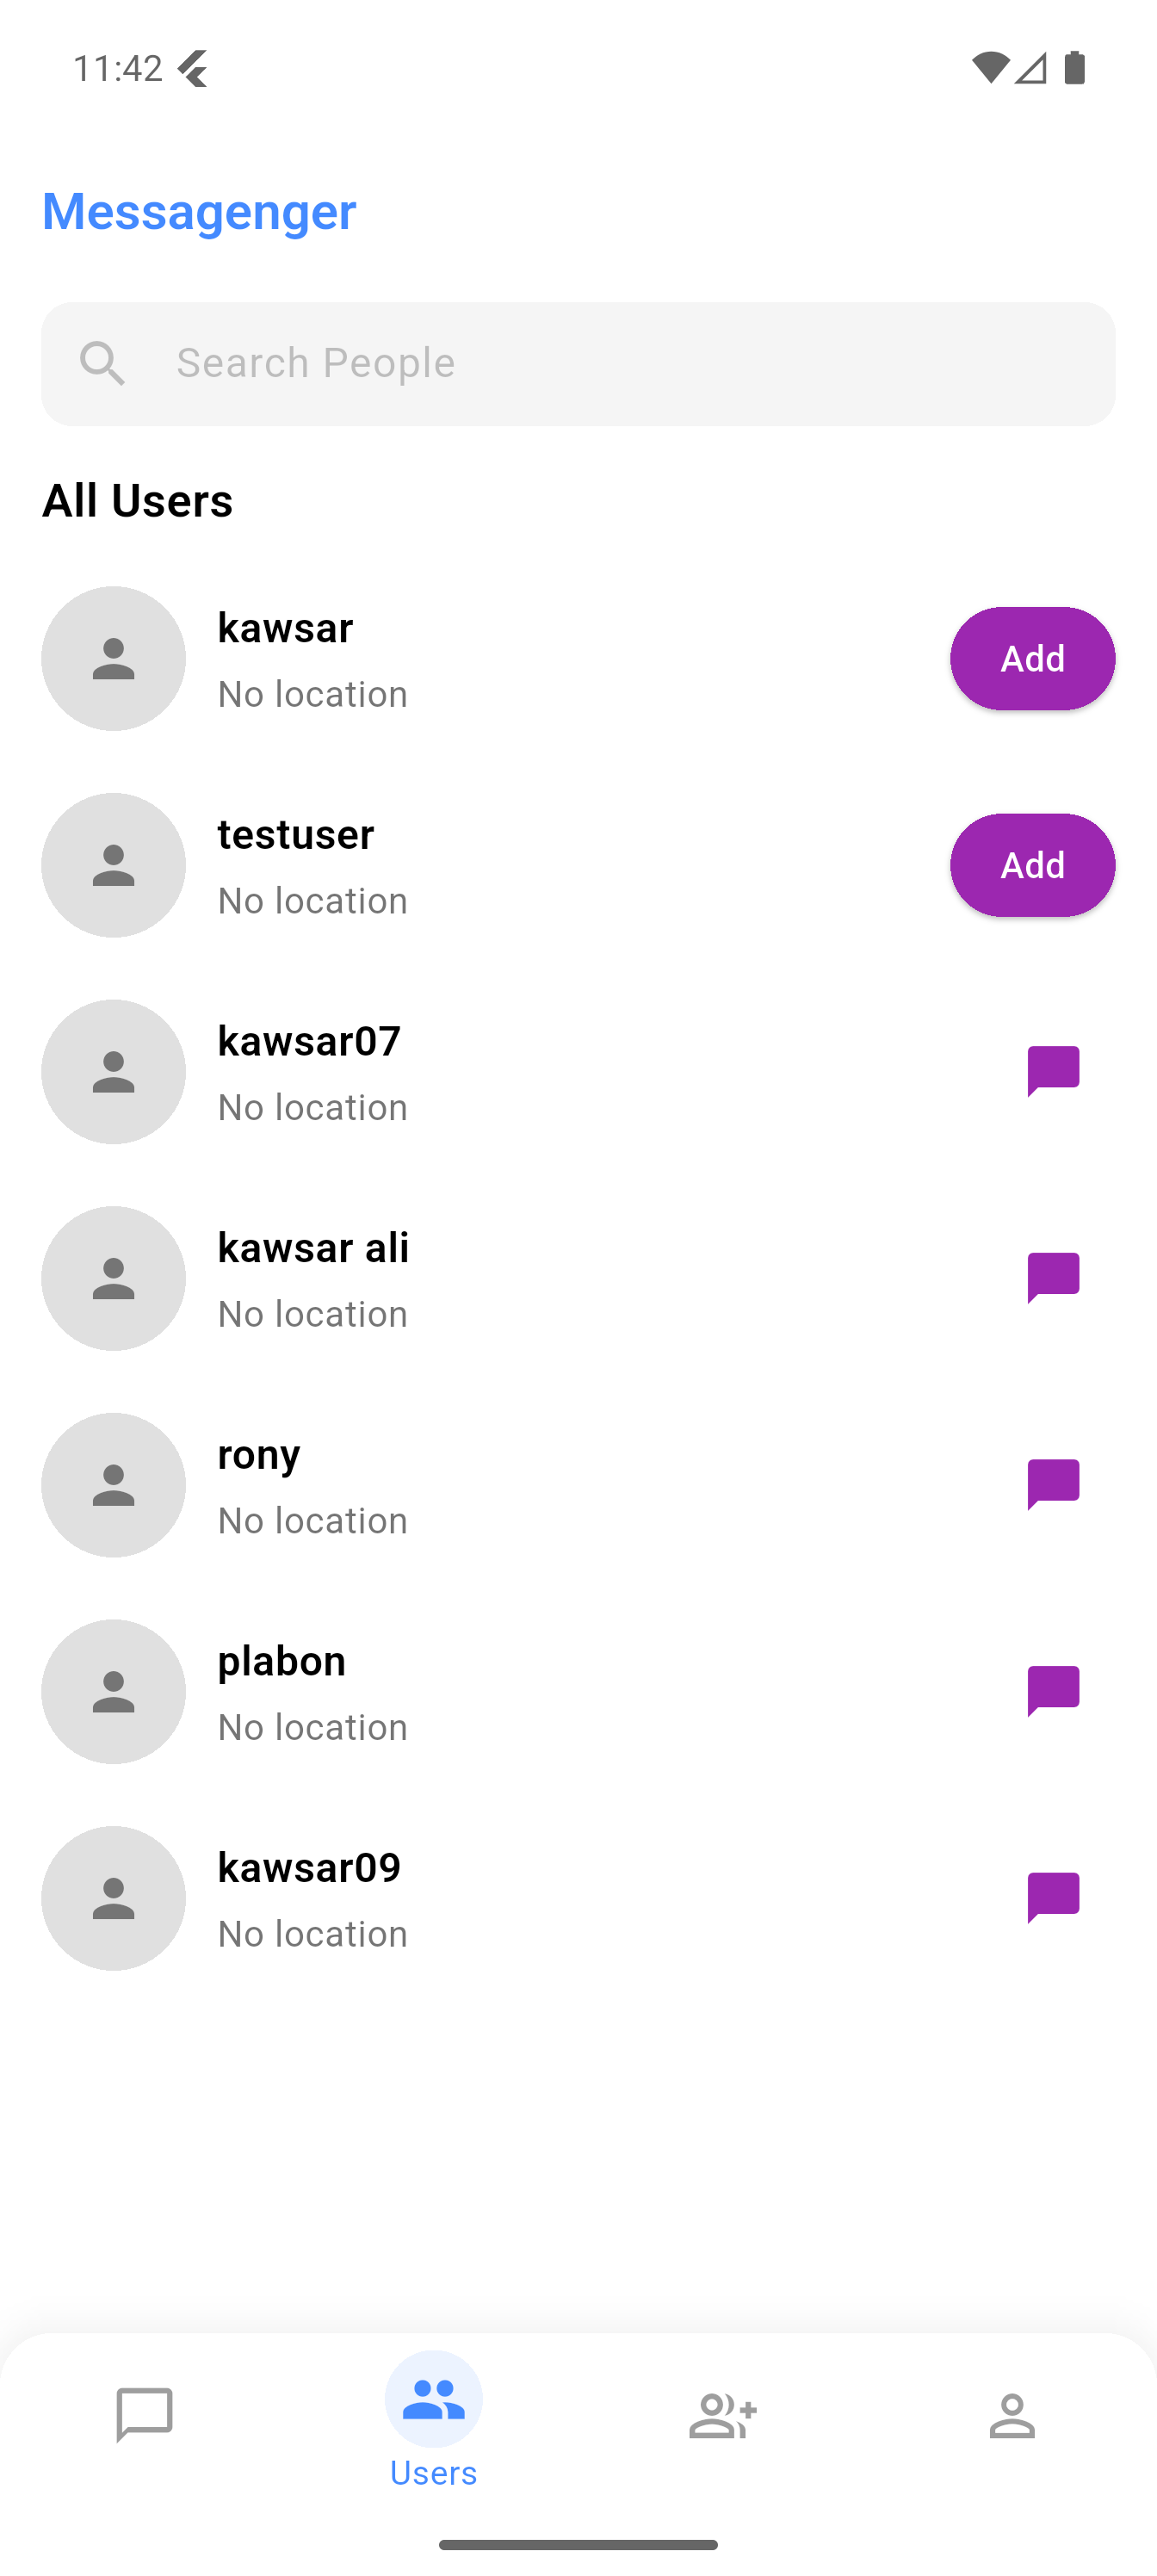 11:42
Messagenger
Search People
All Users
kawsar
No location
Add
testuser
No location
Add
kawsar07
No location
kawsar ali
No location
rony
No location
plabon
No location
kawsar09
No location
Users